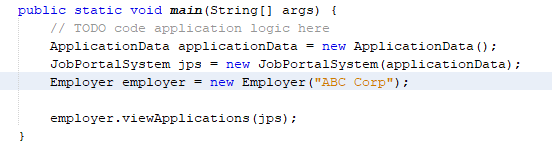 public static void main(String[] args) {
// TODO code application logic here
ApplicationData applicationData = new ApplicationData();
JobPortalSystem jps = new JobPortalSystem(applicationData);
Employer employer = new Employer("ABC Corp");
employer.viewApplications(jps);
}